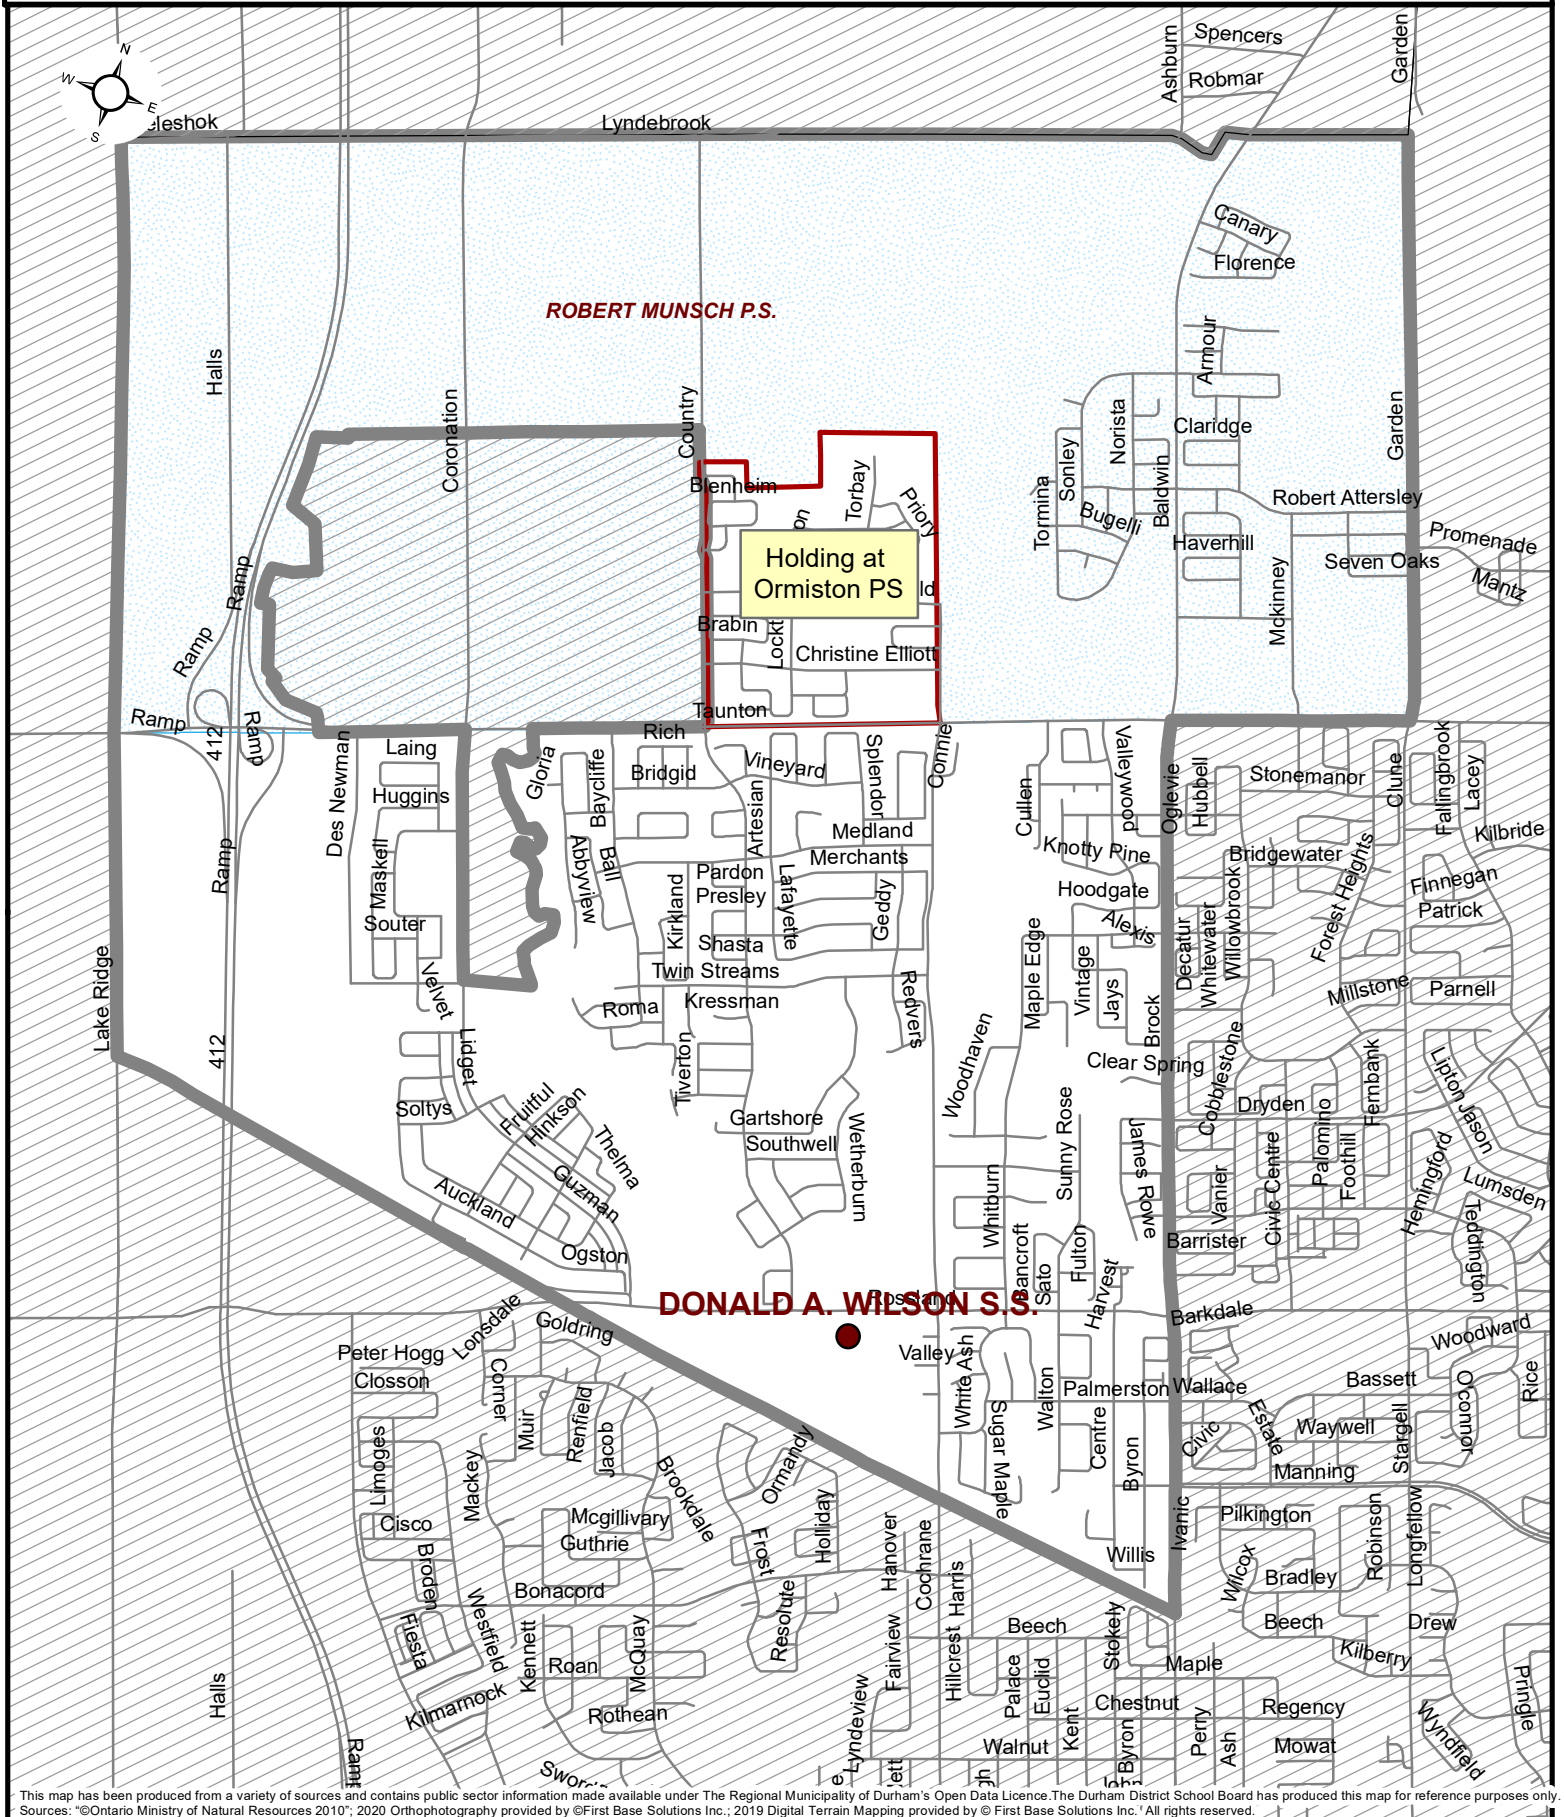 Spencers
Ashburn
Garden
Robmar
N
W
E
S
Lyndebrook
Canary
Florence
ROBERT MUNSCH P.S.
Halls
Coronation
Country
Armour
Norista
Claridge
Garden
Sonley
Baldwin
Tormina
Bugelli
Robert Attersley
Haverhill
Promenade
Seven Oaks
Mantz
Mckinney
Blenheim
Torbay
Priory
on
Holding at
Ormiston PS
ld
Brabin
Lockt
Christine Elliott
Taunton
Ramp
Ramp
Ramp
Ramp
412
Rich
Laing
Des Newman
Huggins
Maskell
Souter
Velvet
Gloria
Baycliffe
Bridgid
Vineyard
Splendor
Connie
Artesian
Abbyview
Ball
Medland
Merchants
Pardon
Presley
Lafayette
Geddy
Kirkland
Shasta
Twin Streams
Kressman
Roma
Redvers
Tiverton
Cullen
Valleywood
Knotty Pine
Hoodgate
Alexis
Maple Edge
Vintage
Jays
Brock
Clear Spring
Woodhaven
Sunny Rose
James Rowe
Oglevie
Hubbell
Stonemanor
Clune
Fallingbrook
Lacey
Kilbride
Bridgewater
Forest Heights
Finnegan
Patrick
Decatur
Whitewater
Willowbrook
Millstone
Parnell
Cobblestone
Fernbank
Lipton
Jason
Dryden
Palomino
Foothill
Hemingford
Lumsden
Teddington
Vanier
Civic Centre
Barrister
Ramp
Lake Ridge
412
Lidget
Soltys
Fruitful
Hinkson
Thelma
Guzman
Auckland
Ogston
Gartshore
Southwell
Wetherburn
Whitburn
Bancroft
Sato
Fulton
Harvest
Rossland
DONALD A. WILSON S.S.
Barkdale
Woodward
Lonsdale
Goldring
Peter Hogg
Closson
Corner
Muir
Renfield
Jacob
Limoges
Mackey
Brookdale
Ormandy
Valley
White Ash
Sugar Maple
Walton
Palmerston
Wallace
Centre
Byron
Civic
Estate
Bassett
Waywell
Stargell
O'connor
Rice
Manning
Cisco
Mcgillivary
Guthrie
Broden
Bonacord
Westfield
Fiesta
Kennett
Roan
McQuay
Kilmarnock
Rothean
Frost
Holliday
Resolute
Hanover
Cochrane
Harris
Fairview
Hillcrest
Lyndeview
Willis
Ivanic
Pilkington
Robinson
Longfellow
Wilcox
Bradley
Beech
Drew
Kilberry
Pringle
Wyndfield
Beech
Stokely
Maple
Palace
Euclid
Kent
Chestnut
Byron
Perry
Ash
Regency
Mowat
Walnut
Halls
This map has been produced from a variety of sources and contains public sector information made available under The Regional Municipality of Durham's Open Data Licence.The Durham District School Board has produced this map for reference purposes only.
Sources: "©Ontario Ministry of Natural Resources 2010"; 2020 Orthophotography provided by ©First Base Solutions Inc.; 2019 Digital Terrain Mapping provided by © First Base Solutions Inc.' All rights reserved.